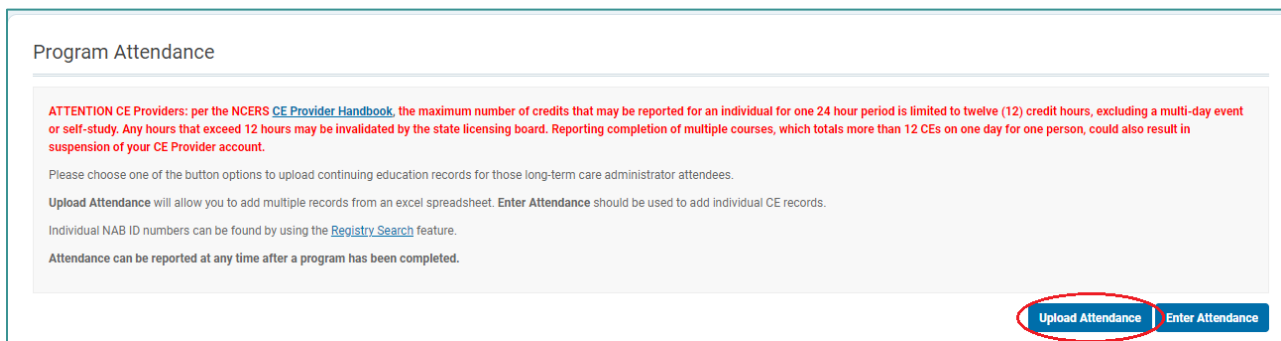 Program Attendance
ATTENTION CE Providers: per the NCERS CE Provider Handbook, the maximum number of credits that may be reported for an individual for one 24 hour period is limited to twelve (12) credit hours, excluding a multi-day event
or self-study. Any hours that exceed 12 hours may be invalidated by the state licensing board. Reporting completion of multiple courses, which totals more than 12 CEs on one day for one person, could also result in
suspension of your CE Provider account.
Please choose one of the button options to upload continuing education records for those long-term care administrator attendees.
Upload Attendance will allow you to add multiple records from an excel spreadsheet. Enter Attendance should be used to add individual CE records.
Individual NAB ID numbers can be found by using the Registry Search feature.
Attendance can be reported at any time after a program has been completed.
Upload Attendance Enter Attendance